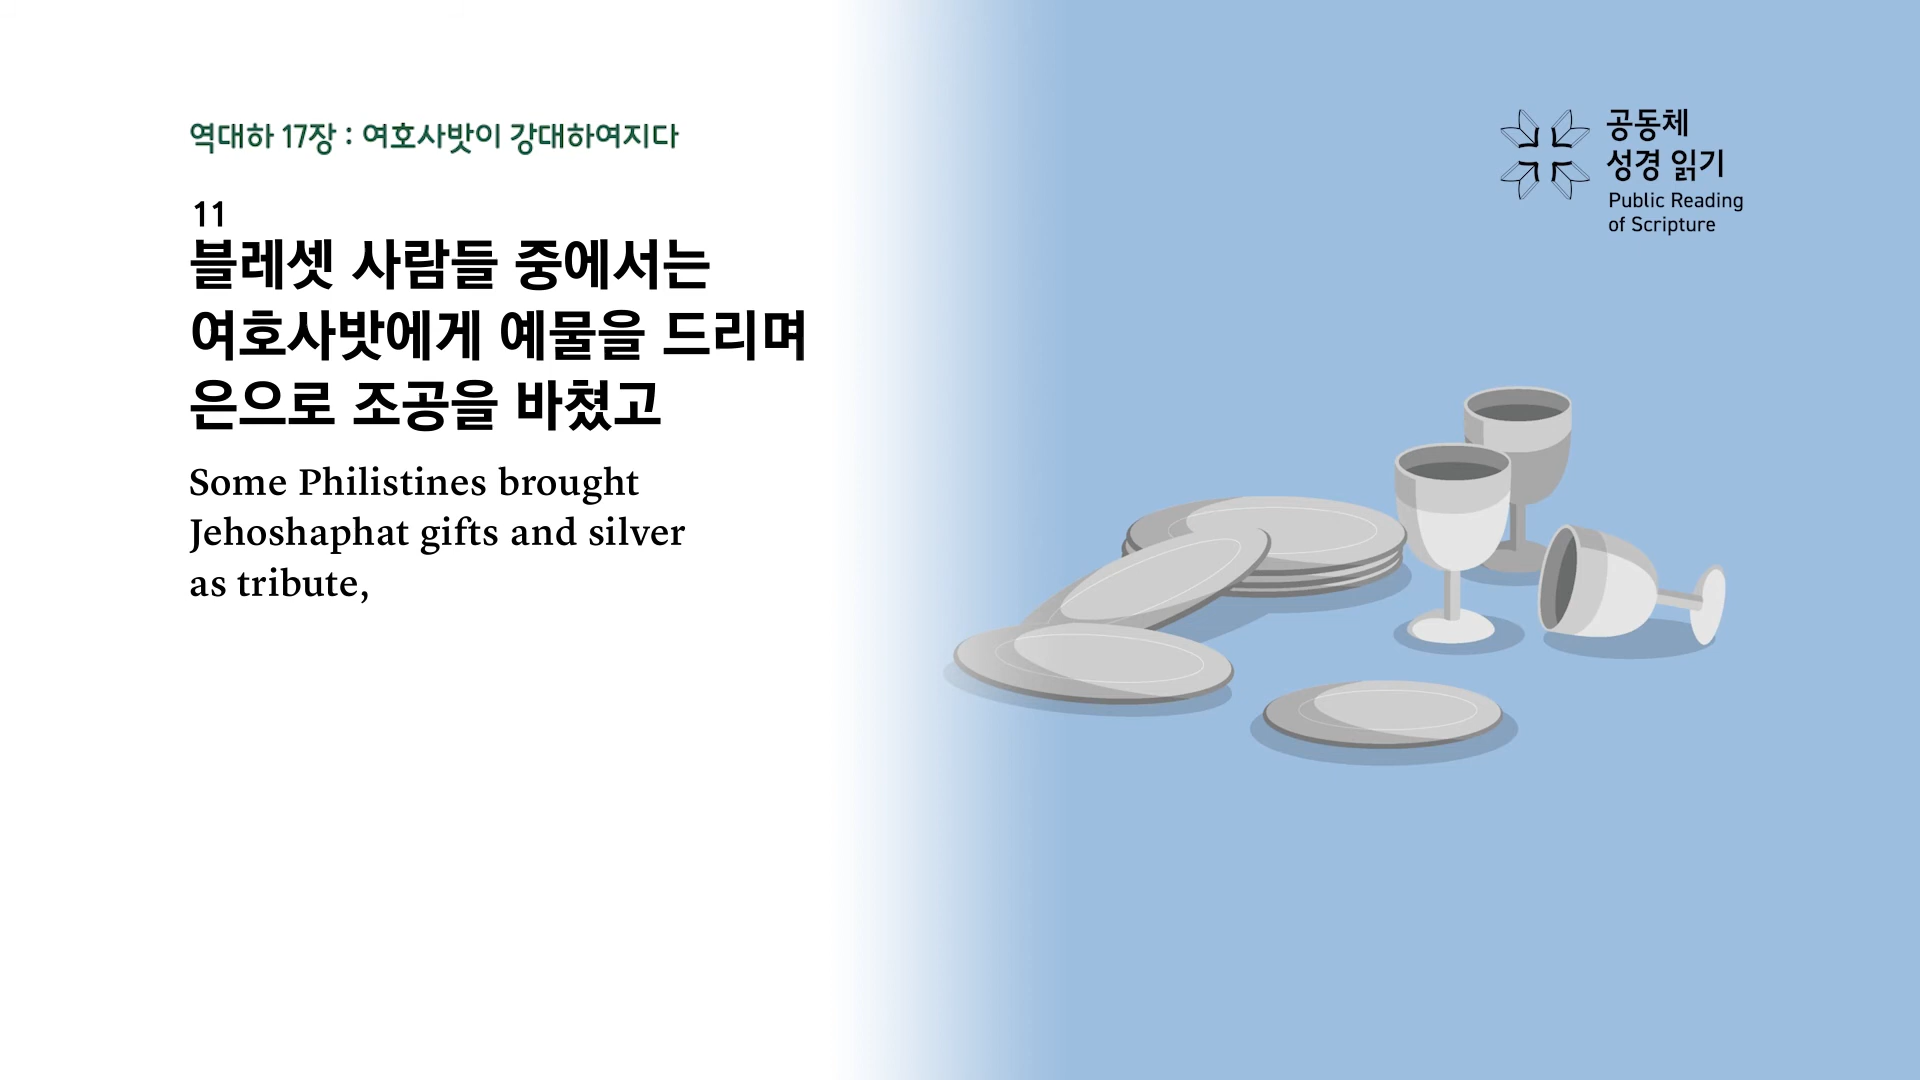 역대하 17장 : 여호사밧이 강대하여지다
11
블레셋 사람들 중에서는
여호사밧에게 예물을 드리며
은으로 조공을 바쳤고
Some Philistines brought
Jehoshaphat gifts and silver
as tribute,
공동체
성경 읽기
Public Reading
of Scripture